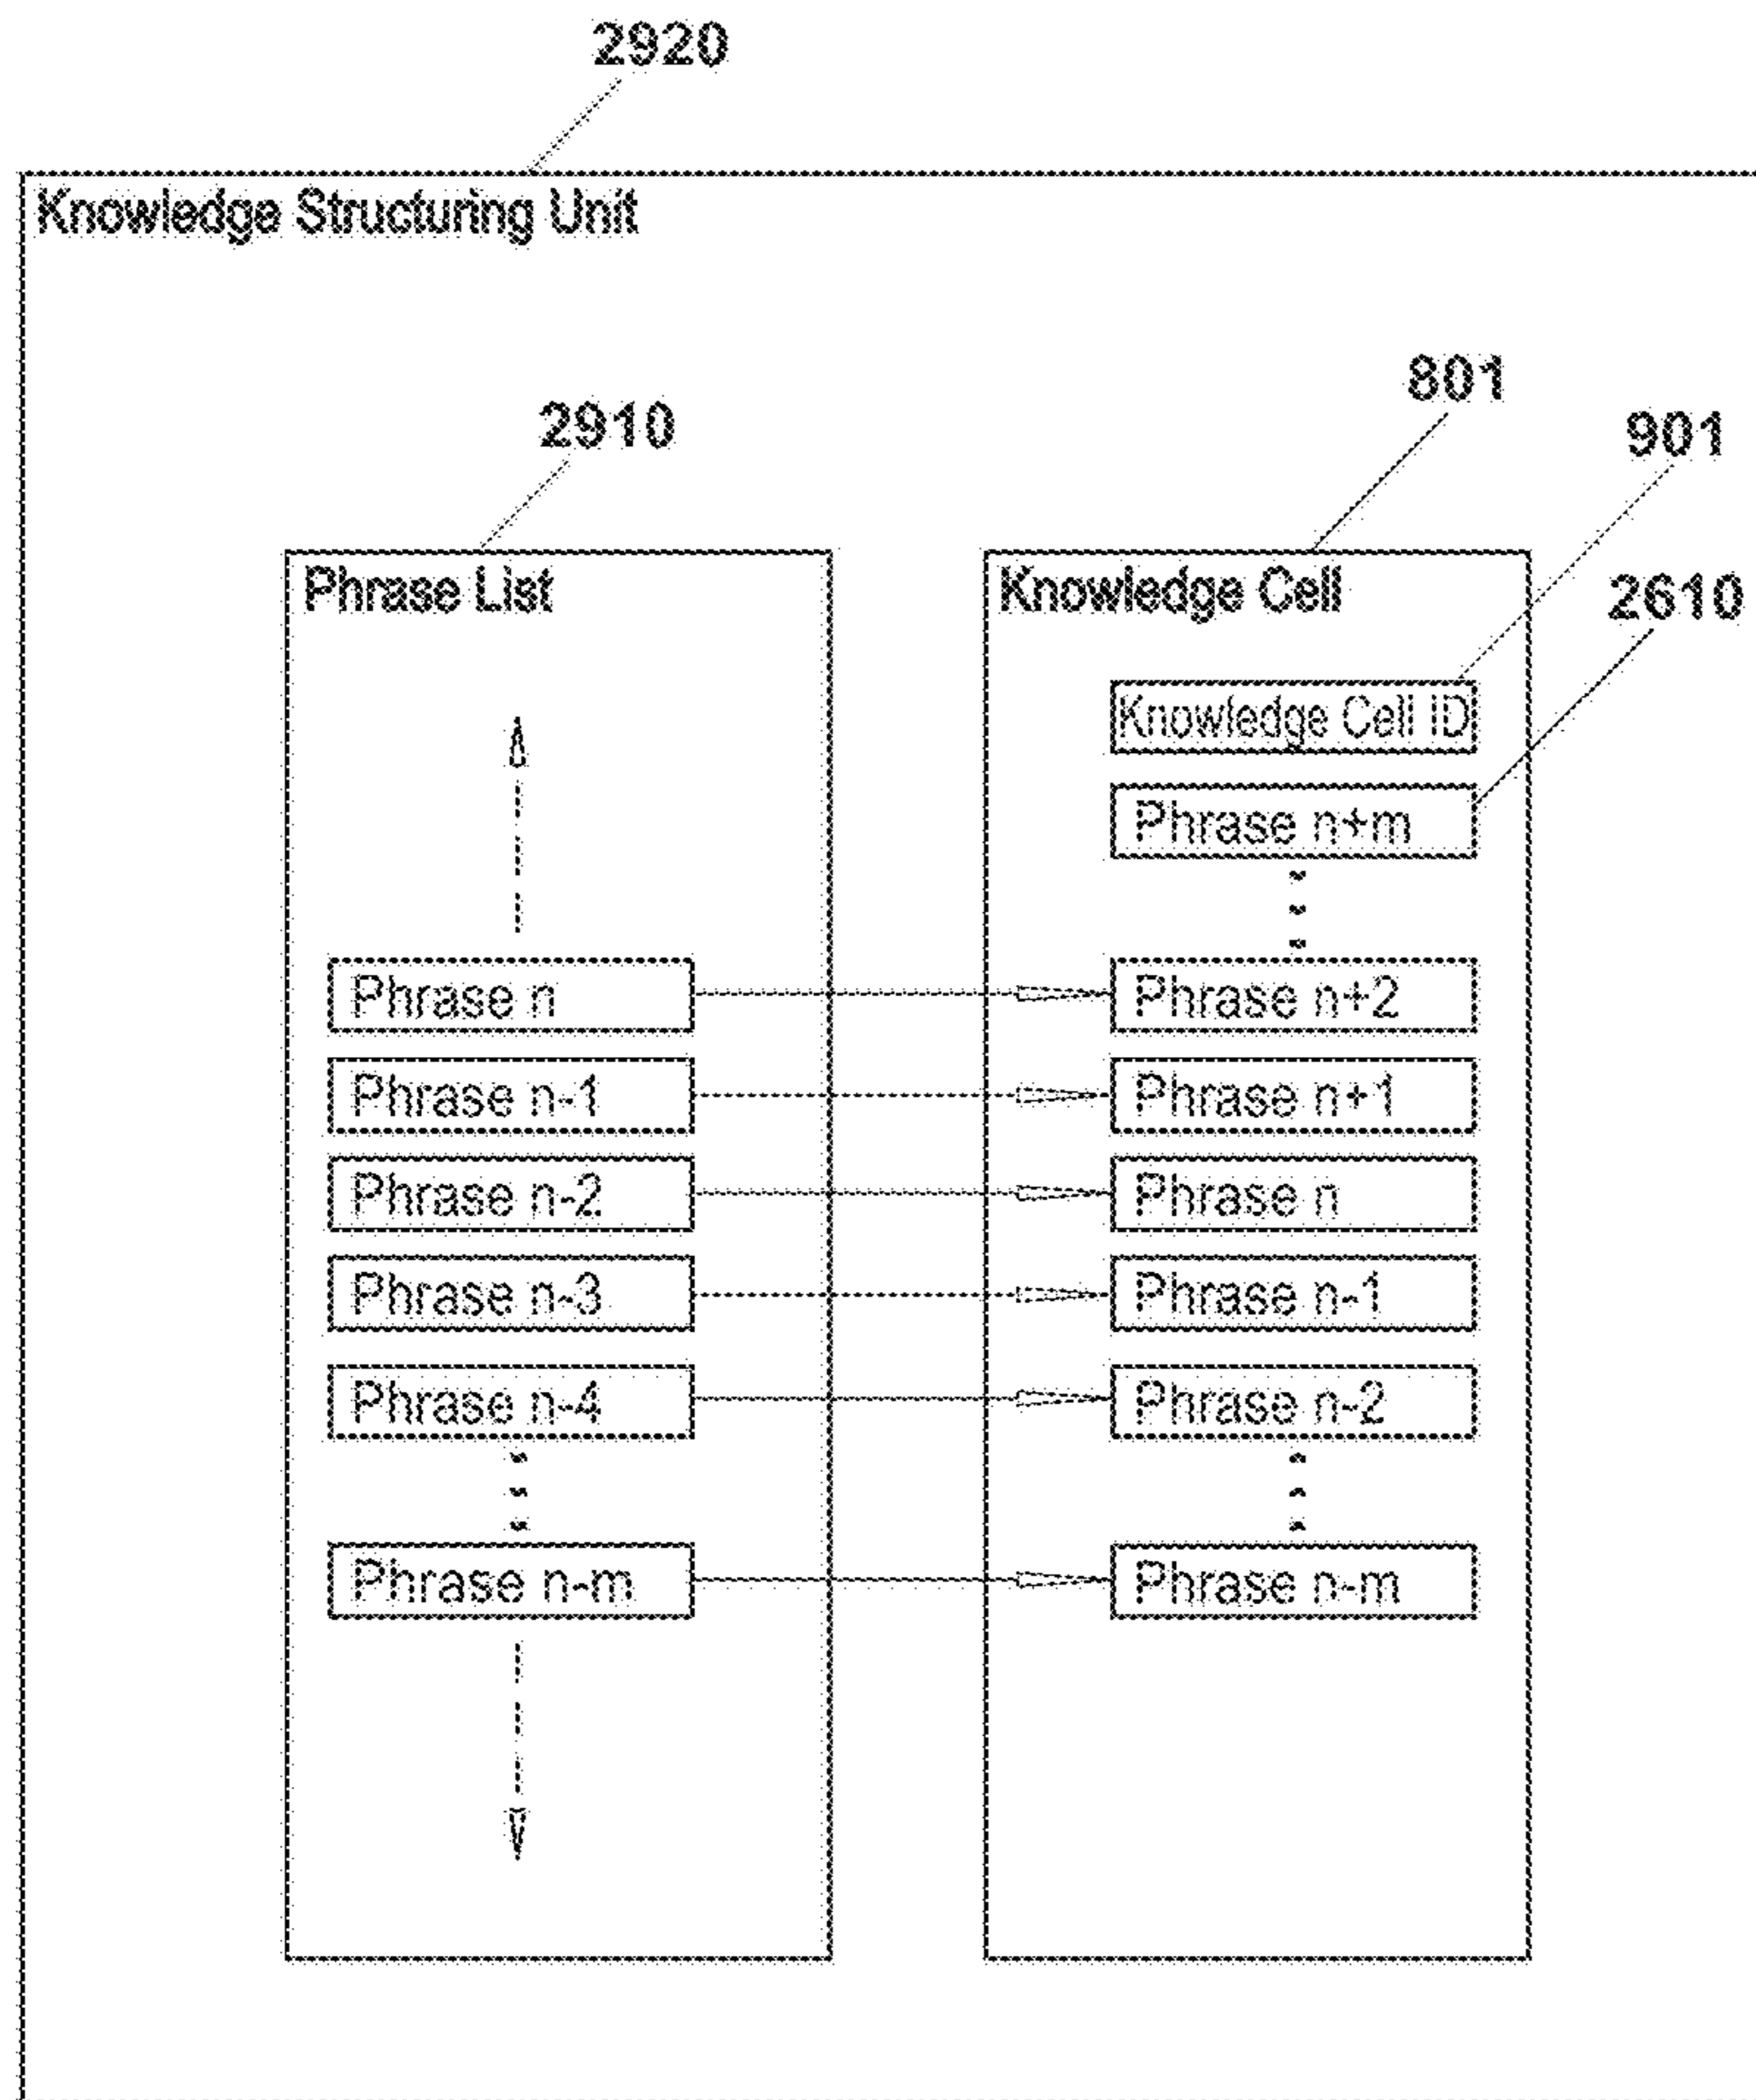 2920
Knowledge Structuring Unit
801
2910
901
Phrase List
Knowledge Cell
2610
Knowledge Cell ID
Phrase n+m
Phrase n
Phrase n+2
Phrase n-1
Phrase n+1
Phrase n-2
Phrase n
Phrase n-3
Phrase n-1
Phrase n-4
Phrase n-2
Phrase n-m
Phrase n-m